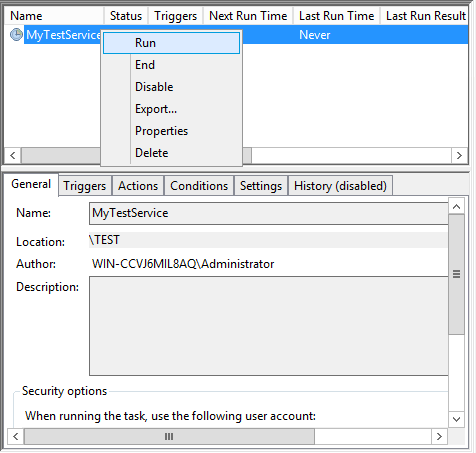 Name Status Triggers Next Run Time Last Run Time Last Run Result
MyTestService Never
Run
End
Disable
Export...
Properties
Delete
General Triggers Actions Conditions Settings History (disabled)
Name: MyTestService
Location: \TEST
Author: WIN-CCVJ6MIL8AQ\Administrator
Description:
Security options
When running the task, use the following user account: